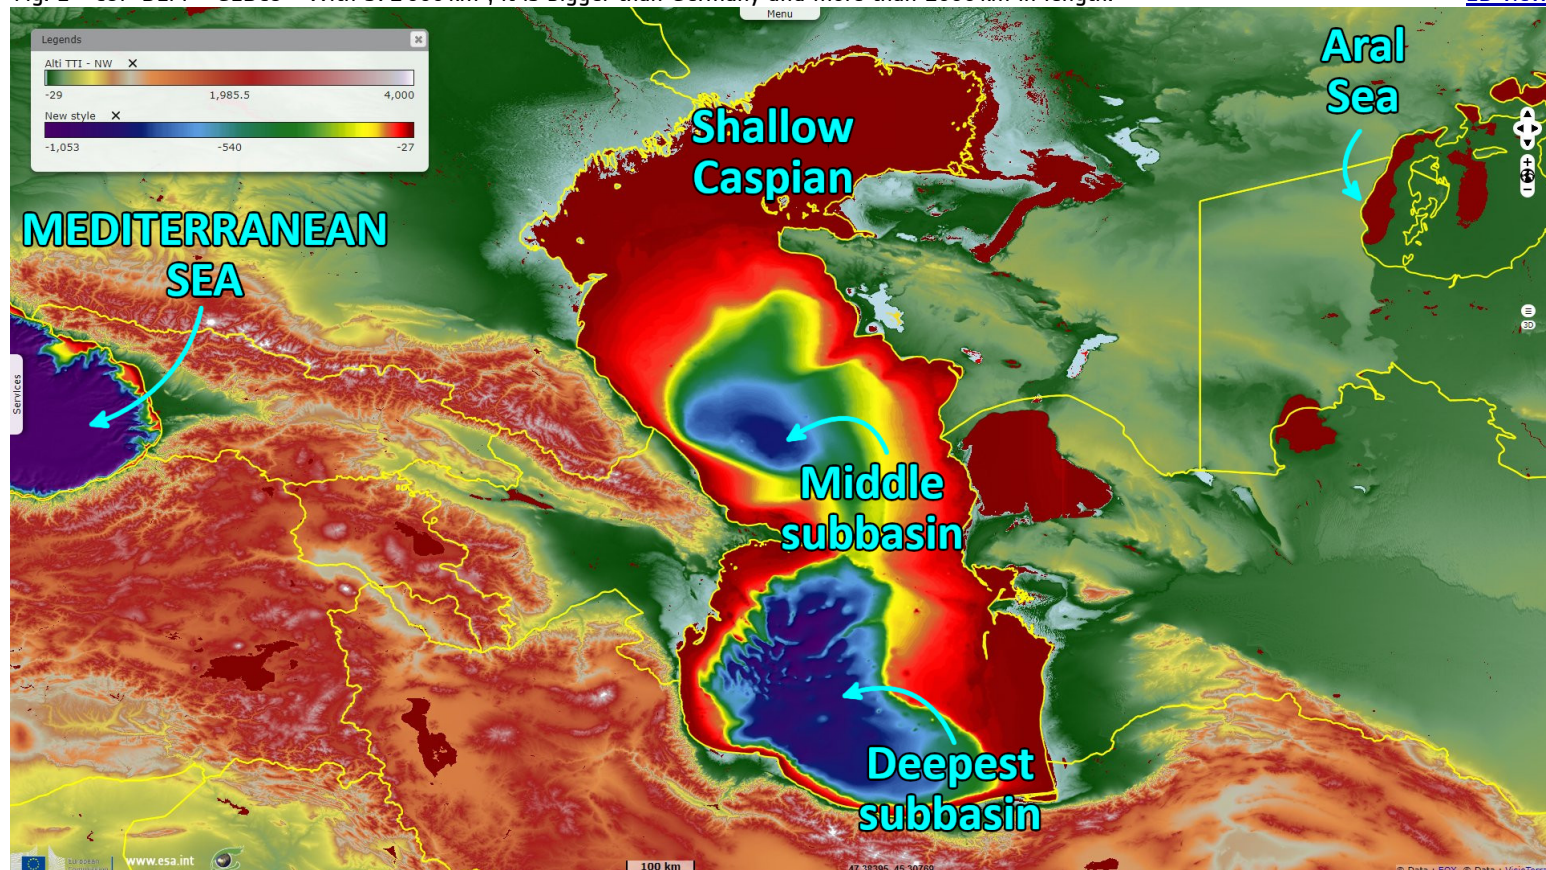 Menu
Legends
Alti TTI - NW
-29 1,985.5 4,000
New style
-1,053 -540 -27
Aral
Sea
Shallow
Caspian
MEDITERRANEAN
SEA
Services
3D
Middle
subbasin
Deepest
subbasin
www.esa.int
100 km